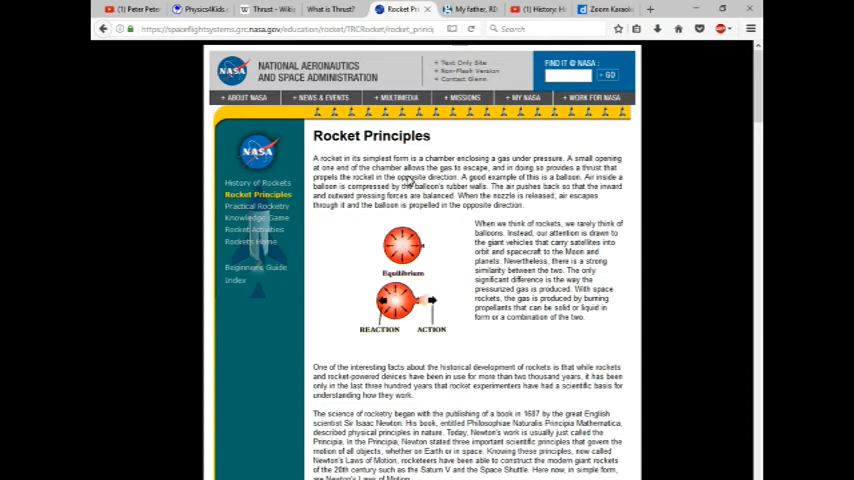 (1) Peter Peter
Physics4Kids.c
Thrust - Wiki
What is Thrust?
Rocket Prin
My father, RD
(1) History: H
Zoom Karaok
https://spaceflightsystems.grc.nasa.gov/education/rocket/TRCRocket/rocket_princi
Search
NASA
NATIONAL AERONAUTICS
AND SPACE ADMINISTRATION
+ Text Only Site
+ Non-Flash Version
+ Contact Glenn
FIND IT @ NASA :
+ GO
+ ABOUT NASA
+ NEWS & EVENTS
+ MULTIMEDIA
+ MISSIONS
+ MY NASA
+ WORK FOR NASA
NASA
History of Rockets
Rocket Principles
Practical Rocketry
Knowledge Game
Rocket Activities
Rockets Home
Beginner's Guide
Index
Rocket Principles
A rocket in its simplest form is a chamber enclosing a gas under pressure. A small opening
at one end of the chamber allows the gas to escape, and in doing so provides a thrust that
propels the rocket in the opposite direction. A good example of this is a balloon. Air inside a
balloon is compressed by the balloon's rubber walls. The air pushes back so that the inward
and outward pressing forces are balanced. When the nozzle is released, air escapes
through it and the balloon is propelled in the opposite direction.
Equilibrium
REACTION
ACTION
When we think of rockets, we rarely think of
balloons. Instead, our attention is drawn to
the giant vehicles that carry satellites into
orbit and spacecraft to the Moon and
planets. Nevertheless, there is a strong
similarity between the two. The only
significant difference is the way the
pressurized gas is produced. With space
rockets, the gas is produced by burning
propellants that can be solid or liquid in
form or a combination of the two.
One of the interesting facts about the historical development of rockets is that while rockets
and rocket-powered devices have been in use for more than two thousand years, it has been
only in the last three hundred years that rocket experimenters have had a scientific basis for
understanding how they work.
The science of rocketry began with the publishing of a book in 1687 by the great English
scientist Sir Isaac Newton. His book, entitled Philosophiae Naturalis Principia Mathematica,
described physical principles in nature. Today, Newton's work is usually just called the
Principia. In the Principia, Newton stated three important scientific principles that govern the
motion of all objects, whether on Earth or in space. Knowing these principles, now called
Newton's Laws of Motion, rocketeers have been able to construct the modern giant rockets
of the 20th century such as the Saturn V and the Space Shuttle. Here now, in simple form,
are Newton's Laws of Motion.